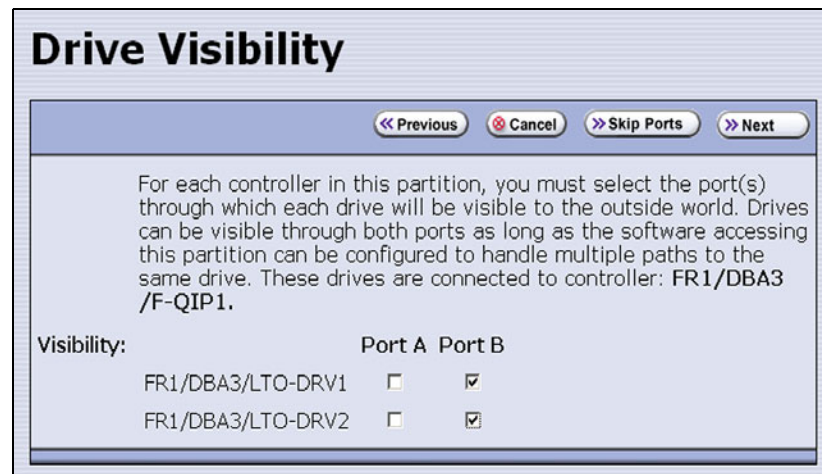 Drive Visibility
Previous Cancel Skip Ports Next
For each controller in this partition, you must select the port(s)
through which each drive will be visible to the outside world. Drives
can be visible through both ports as long as the software accessing
this partition can be configured to handle multiple paths to the
same drive. These drives are connected to controller: FR1/DBA3
/F-QIP1.
Visibility: Port A Port B
FR1/DBA3/LTO-DRV1
FR1/DBA3/LTO-DRV2